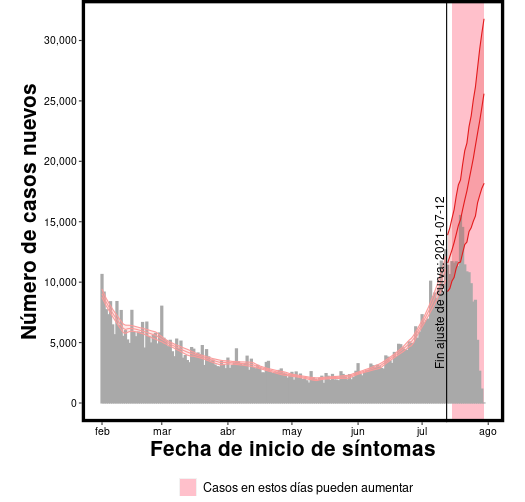 Número de casos nuevos
30,000
25,000
20,000
15,000
10,000
5,000
0
Fin ajuste de curva: 2021-07-12
feb mar abr may jun jul ago
Fecha de inicio de síntomas
Casos en estos días pueden aumentar